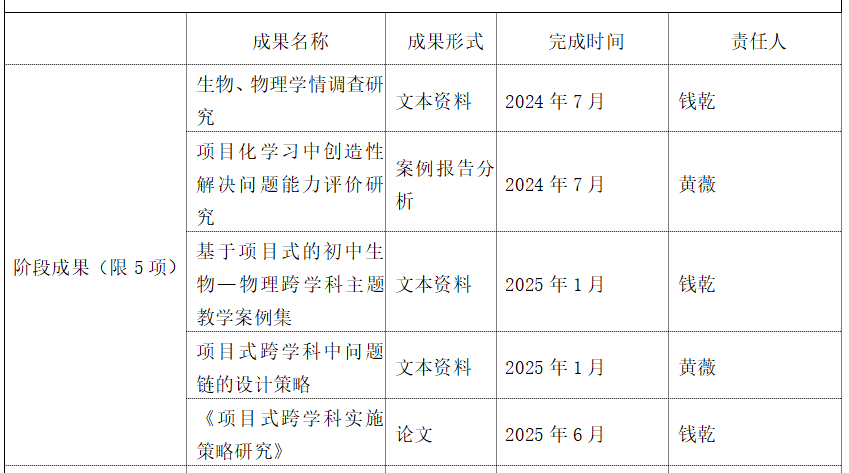 成果名称 成果形式 完成时间 责任人
阶段成果（限 5 项）
生物、物理学情调查研
究
文本资料
2024 年 7 月
钱乾
项目化学习中创造性
解决问题能力评价研
究
案例报告分
析
2024 年 7 月
黄薇
基于项目式的初中生
物—物理跨学科主题
教学案例集
文本资料
2025 年 1 月
钱乾
项目式跨学科中问题
链的设计策略
文本资料
2025 年 1 月
黄薇
《项目式跨学科实施
策略研究》
论文
2025 年 6 月
钱乾